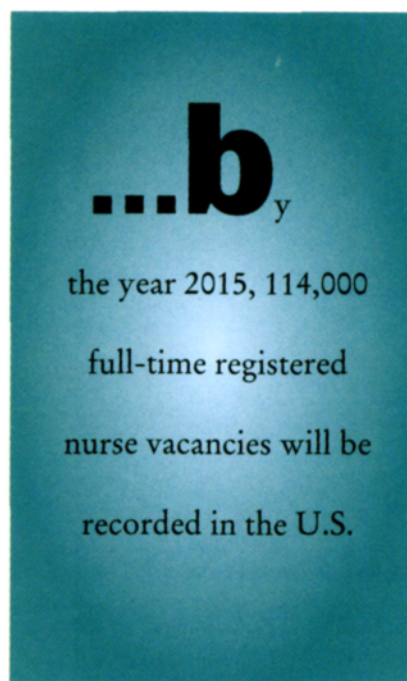 ...by
the year 2015, 114,000
full-time registered
nurse vacancies will be
recorded in the U.S.